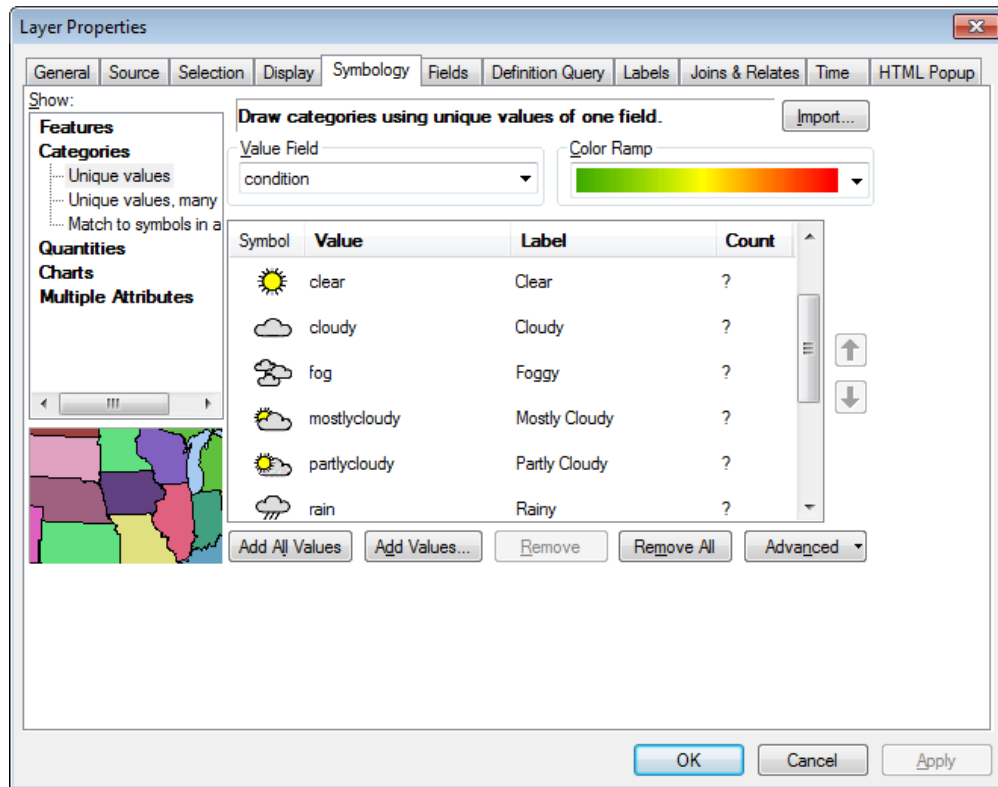 Layer Properties
General Source Selection Display Symbology Fields Definition Query Labels Joins & Relates Time HTML Popup
Show:
Features
Categories
Unique values
Unique values, many
Match to symbols in a
Quantities
Charts
Multiple Attributes
Draw categories using unique values of one field.
Import...
Value Field
condition
Color Ramp
Symbol Value Label Count
clear Clear ?
cloudy Cloudy ?
fog Foggy ?
mostlycloudy Mostly Cloudy ?
partlycloudy Partly Cloudy ?
rain Rainy ?
Add All Values Add Values... Remove Remove All Advanced
OK Cancel Apply